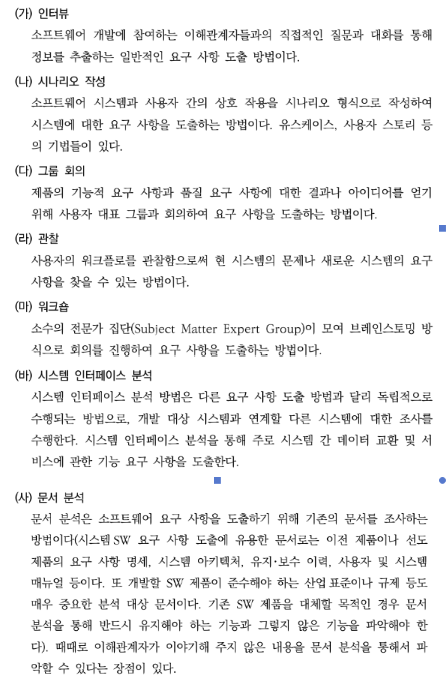 (가) 인터뷰
소프트웨어 개발에 참여하는 이해관계자들과의 직접적인 질문과 대화를 통해
정보를 추출하는 일반적인 요구 사항 도출 방법이다.
(나) 시나리오 작성
소프트웨어 시스템과 사용자 간의 상호 작용을 시나리오 형식으로 작성하여
시스템에 대한 요구 사항을 도출하는 방법이다. 유스케이스, 사용자 스토리 등
의 기법들이 있다.
(다) 그룹 회의
제품의 기능적 요구 사항과 품질 요구 사항에 대한 결과나 아이디어를 얻기
위해 사용자 대표 그룹과 회의하여 요구 사항을 도출하는 방법이다.
(라) 관찰
사용자의 워크플로를 관찰함으로써 현 시스템의 문제나 새로운 시스템의 요구
사항을 찾을 수 있는 방법이다.
(마) 워크숍
소수의 전문가 집단(Subject Matter Expert Group)이 모여 브레인스토밍 방
식으로 회의를 진행하여 요구 사항을 도출하는 방법이다.
(바) 시스템 인터페이스 분석
시스템 인터페이스 분석 방법은 다른 요구 사항 도출 방법과 달리 독립적으로
수행되는 방법으로, 개발 대상 시스템과 연계할 다른 시스템에 대한 조사를
수행한다. 시스템 인터페이스 분석을 통해 주로 시스템 간 데이터 교환 및 서
비스에 관한 기능 요구 사항을 도출한다.
(사) 문서 분석
문서 분석은 소프트웨어 요구 사항을 도출하기 위해 기존의 문서를 조사하는
방법이다(시스템 SW 요구 사항 도출에 유용한 문서로는 이전 제품이나 선도
제품의 요구 사항 명세, 시스템 아키텍처, 유지·보수 이력, 사용자 및 시스템
매뉴얼 등이다. 또 개발할 SW 제품이 준수해야 하는 산업 표준이나 규제 등도
매우 중요한 분석 대상 문서이다. 기존 SW 제품을 대체할 목적인 경우 문서
분석을 통해 반드시 유지해야 하는 기능과 그렇지 않은 기능을 파악해야 한
다). 때때로 이해관계자가 이야기해 주지 않은 내용을 문서 분석을 통해서 파
악할 수 있다는 장점이 있다.